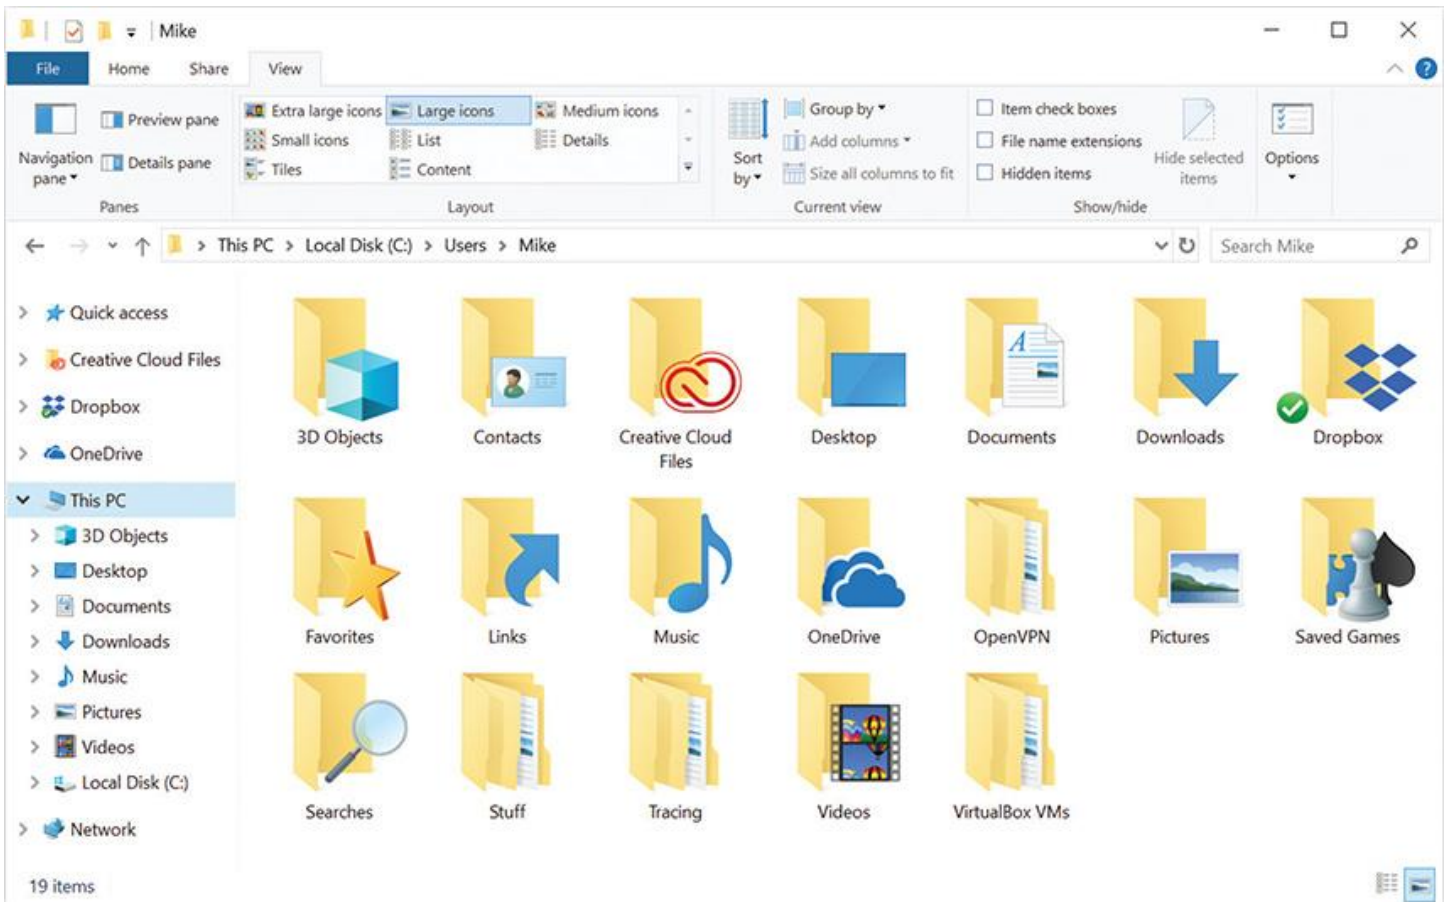 Mike
File Home Share View
Navigation pane
Preview pane
Details pane
Panes
Extra large icons Large icons Medium icons
Small icons List Details
Tiles Content
Layout
Sort by
Group by
Add columns
Size all columns to fit
Current view
Item check boxes
File name extensions
Hidden items
Hide selected items
Show/hide
Options
This PC > Local Disk (C:) > Users > Mike
Search Mike
Quick access
Creative Cloud Files
Dropbox
OneDrive
This PC
3D Objects
Desktop
Documents
Downloads
Music
Pictures
Videos
Local Disk (C:)
Network
3D Objects Contacts Creative Cloud Files Desktop Documents Downloads Dropbox
Favorites Links Music OneDrive OpenVPN Pictures Saved Games
Searches Stuff Tracing Videos VirtualBox VMs
19 items